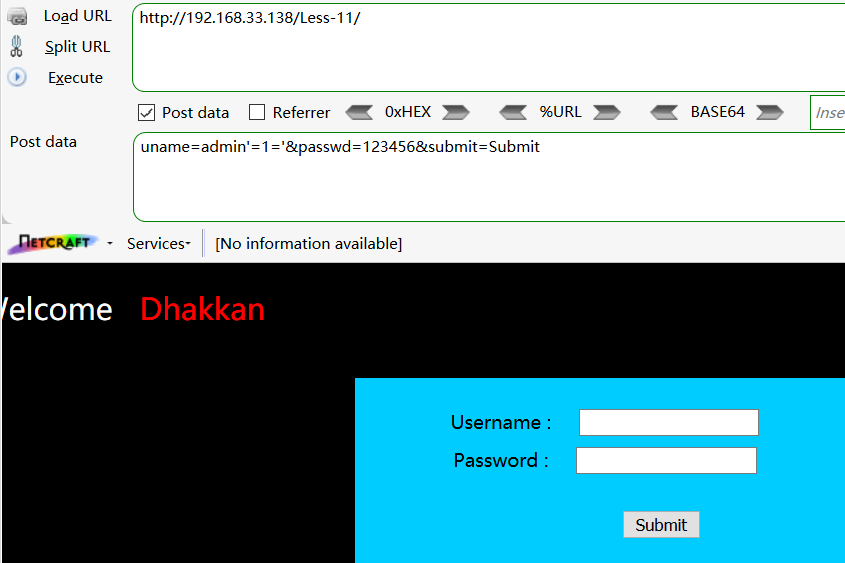 Load URL
http://192.168.33.138/Less-11/
Split URL
Execute
Post data Referrer 0xHEX %URL BASE64 Inse
Post data
uname=admin'=1='&passwd=123456&submit=Submit
NETCRAFT Services [No information available]
Welcome Dhakkan
Username :
Password :
Submit